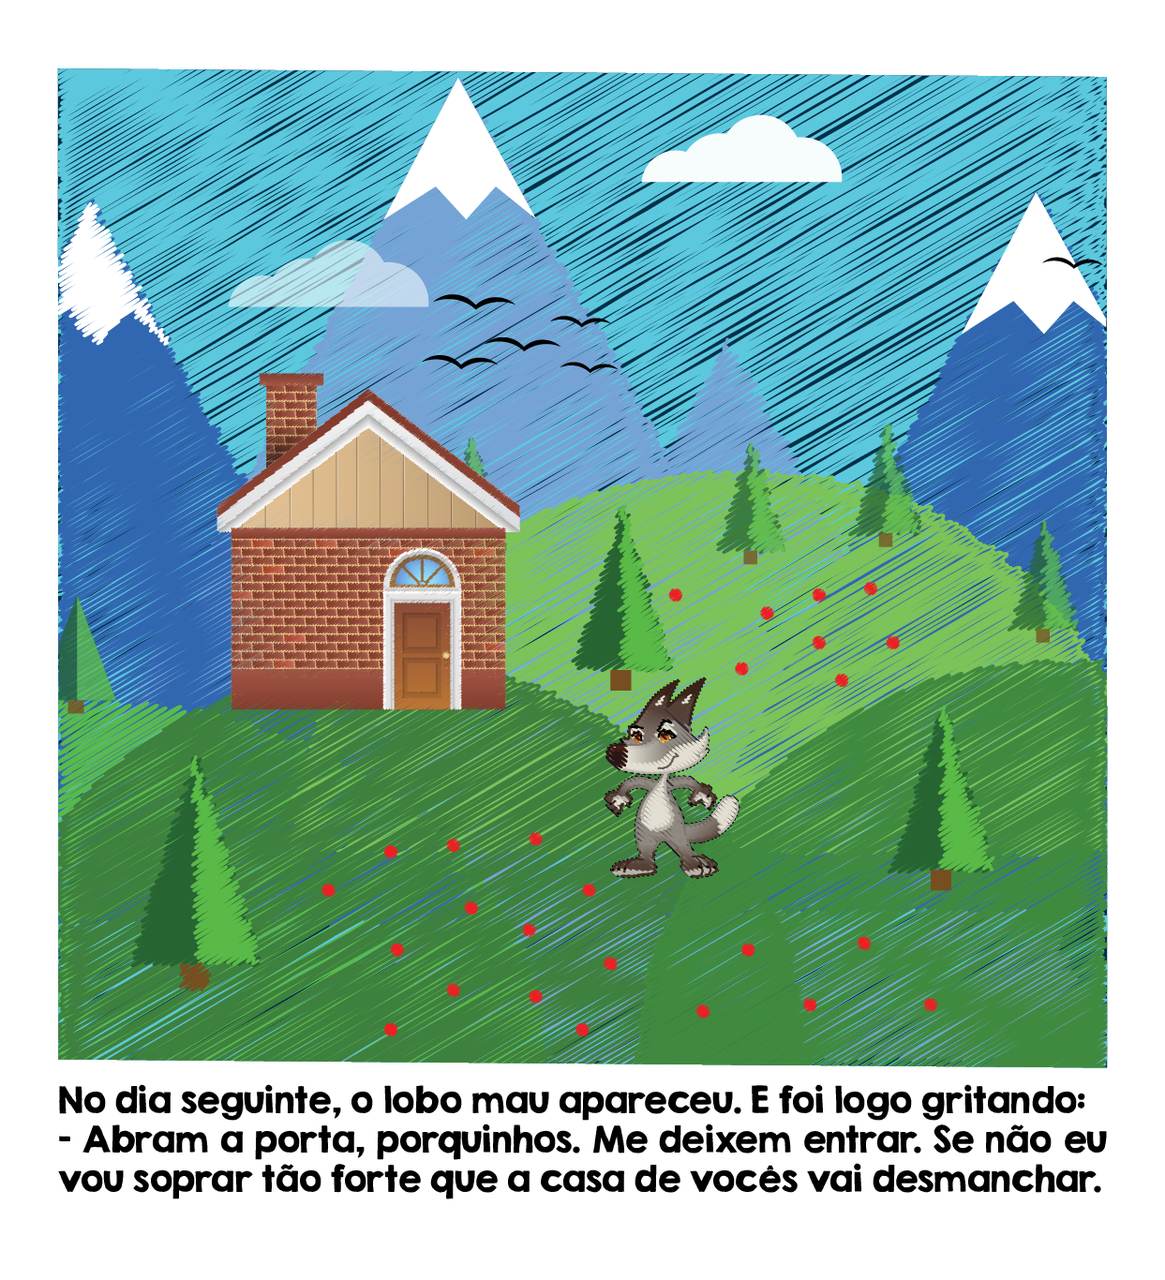 No dia seguinte, o lobo mau apareceu. E foi logo gritando:
- Abram a porta, porquinhos. Me deixem entrar. Se não eu
vou soprar tão forte que a casa de vocês vai desmanchar.